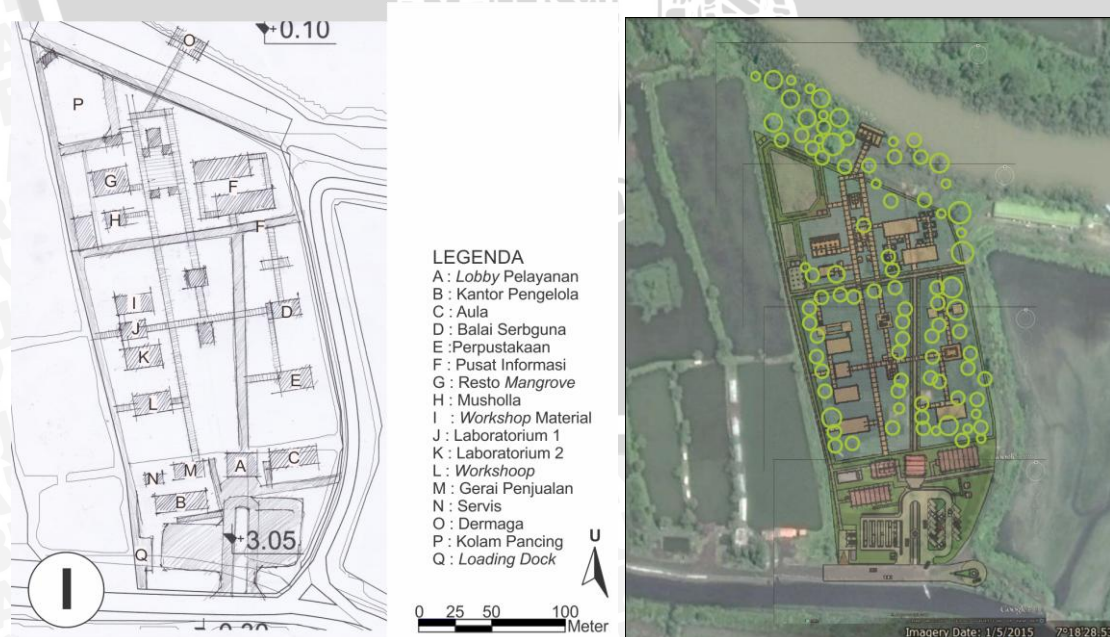 +0.10
O
P
G
F
H
F
I
J
D
K
E
L
M
A
C
N
B
+3.05
Q
I
LEGENDA
A : Lobby Pelayanan
B : Kantor Pengelola
C : Aula
D : Balai Serbguna
E :Perpustakaan
F : Pusat Informasi
G : Resto Mangrove
H : Musholla
I : Workshop Material
J : Laboratorium 1
K : Laboratorium 2
L : Workshoop
M : Gerai Penjualan
N : Servis
O : Dermaga
P : Kolam Pancing
Q : Loading Dock
U
0 25 50 100
Meter
Imagery Date: 1/5/2015